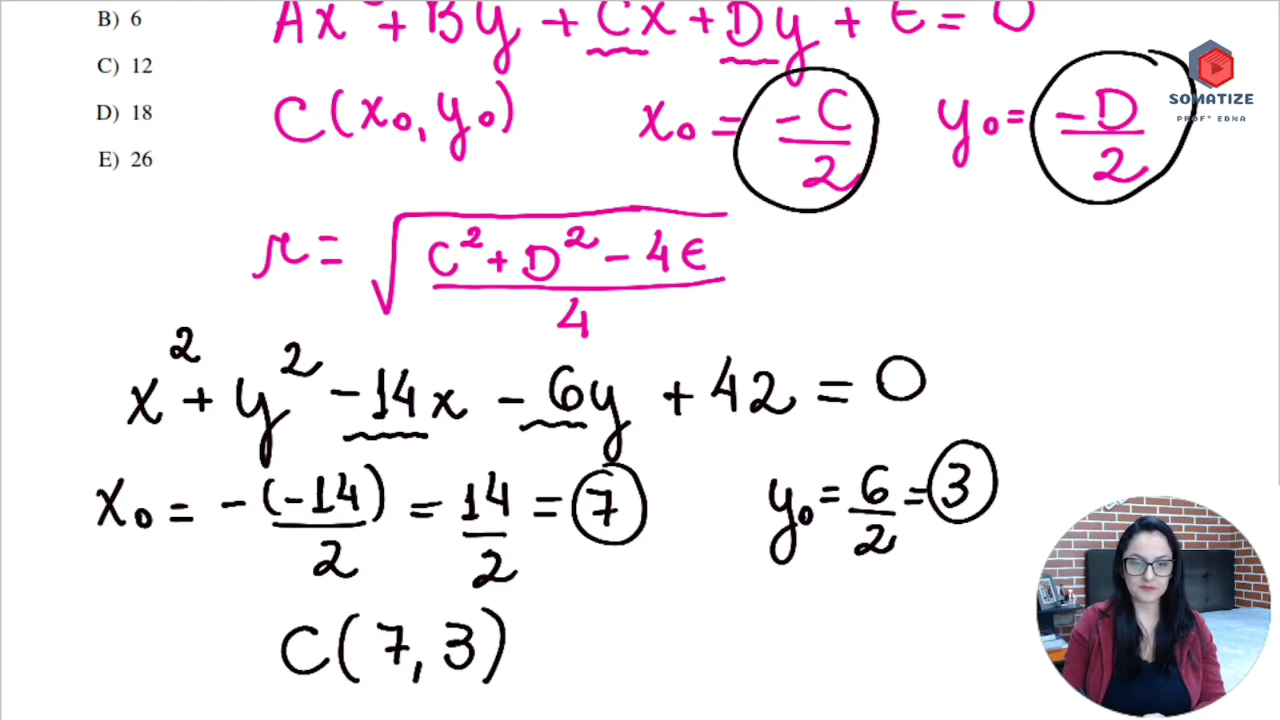 B) 6
Ax² + By + Cx + Dy + E = 0
C) 12
D) 18
E) 26
C(x₀, y₀)
x₀ = -C/2
y₀ = -D/2
SOMATIZE
PROFª EDNA
r = √((C² + D² - 4E)/4)
x² + y² - 14x - 6y + 42 = 0
x₀ = -(-14)/2 = 14/2 = 7
y₀ = 6/2 = 3
C(7, 3)